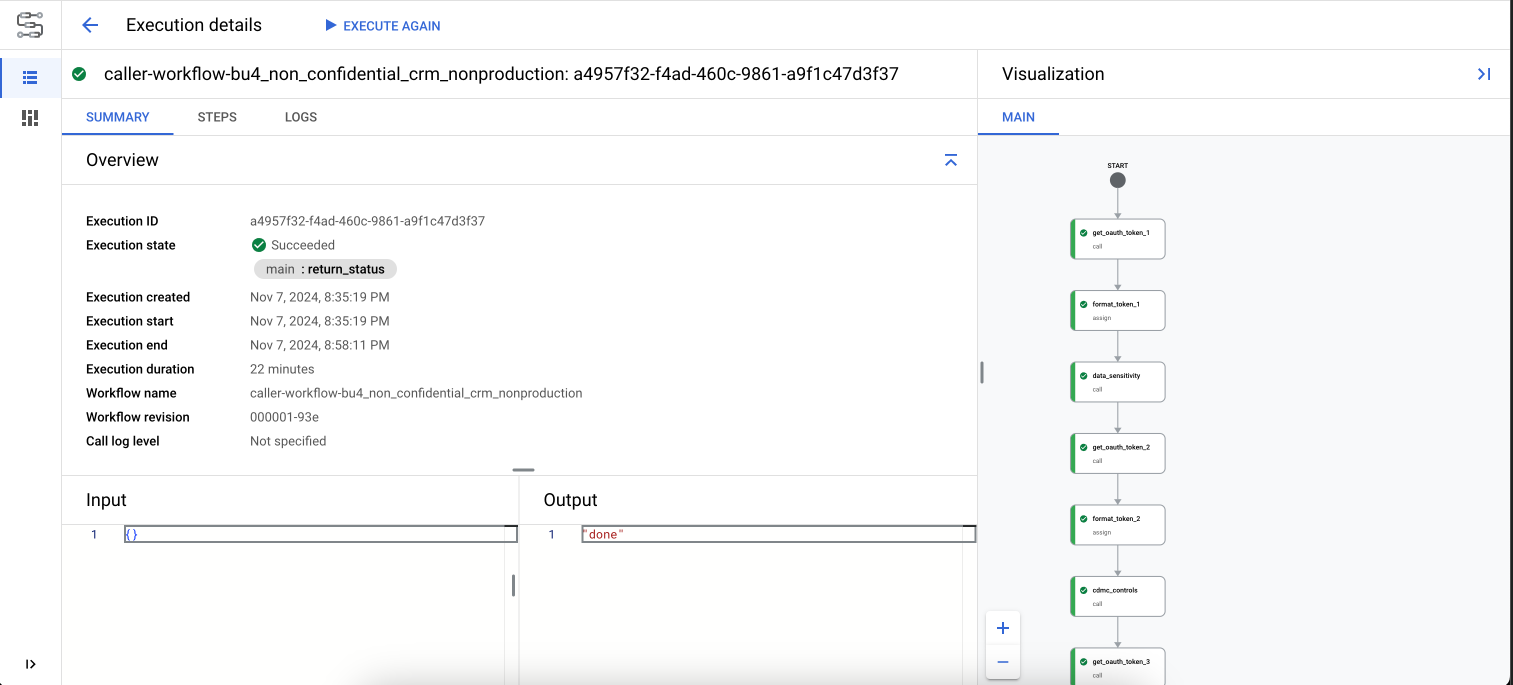 Execution details
EXECUTE AGAIN
caller-workflow-bu4_non_confidential_crm_nonproduction: a4957f32-f4ad-460c-9861-a9f1c47d3f37
SUMMARY
STEPS
LOGS
Overview
Execution ID a4957f32-f4ad-460c-9861-a9f1c47d3f37
Execution state Succeeded
main : return_status
Execution created Nov 7, 2024, 8:35:19 PM
Execution start Nov 7, 2024, 8:35:19 PM
Execution end Nov 7, 2024, 8:58:11 PM
Execution duration 22 minutes
Workflow name caller-workflow-bu4_non_confidential_crm_nonproduction
Workflow revision 000001-93e
Call log level Not specified
Input
1 {}
Output
1 "done"
Visualization
MAIN
START
get_oauth_token_1
call
format_token_1
assign
data_sensitivity
call
get_oauth_token_2
call
format_token_2
assign
cdmc_controls
call
get_oauth_token_3
call